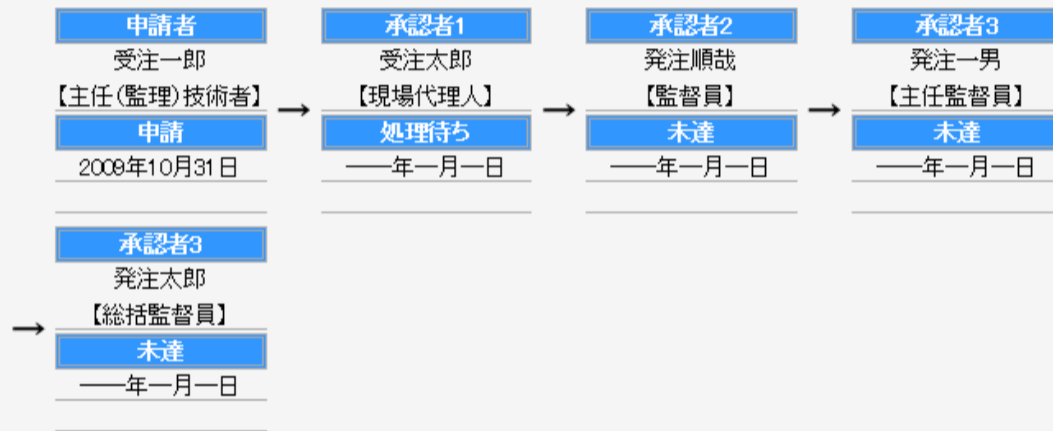 申請者
受注一郎
【主任(監理)技術者】
申請
2009年10月31日
→
承認者1
受注太郎
【現場代理人】
処理待ち
――年―月―日
→
承認者2
発注順哉
【監督員】
未達
――年―月―日
→
承認者3
発注一男
【主任監督員】
未達
――年―月―日
→
承認者3
発注太郎
【総括監督員】
未達
――年―月―日